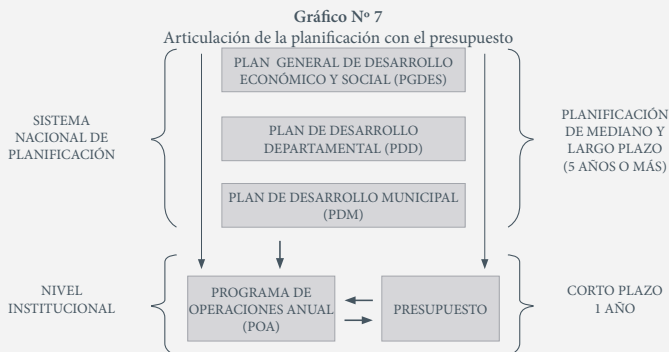 Gráfico Nº 7
Articulación de la planificación con el presupuesto
PLAN GENERAL DE DESARROLLO
ECONÓMICO Y SOCIAL (PGDES)
SISTEMA
NACIONAL DE
PLANIFICACIÓN
PLAN DE DESARROLLO
DEPARTAMENTAL (PDD)
PLANIFICACIÓN
DE MEDIANO Y
LARGO PLAZO
(5 AÑOS O MÁS)
PLAN DE DESARROLLO MUNICIPAL
(PDM)
NIVEL
INSTITUCIONAL
PROGRAMA DE
OPERACIONES ANUAL
(POA)
PRESUPUESTO
CORTO PLAZO
1 AÑO